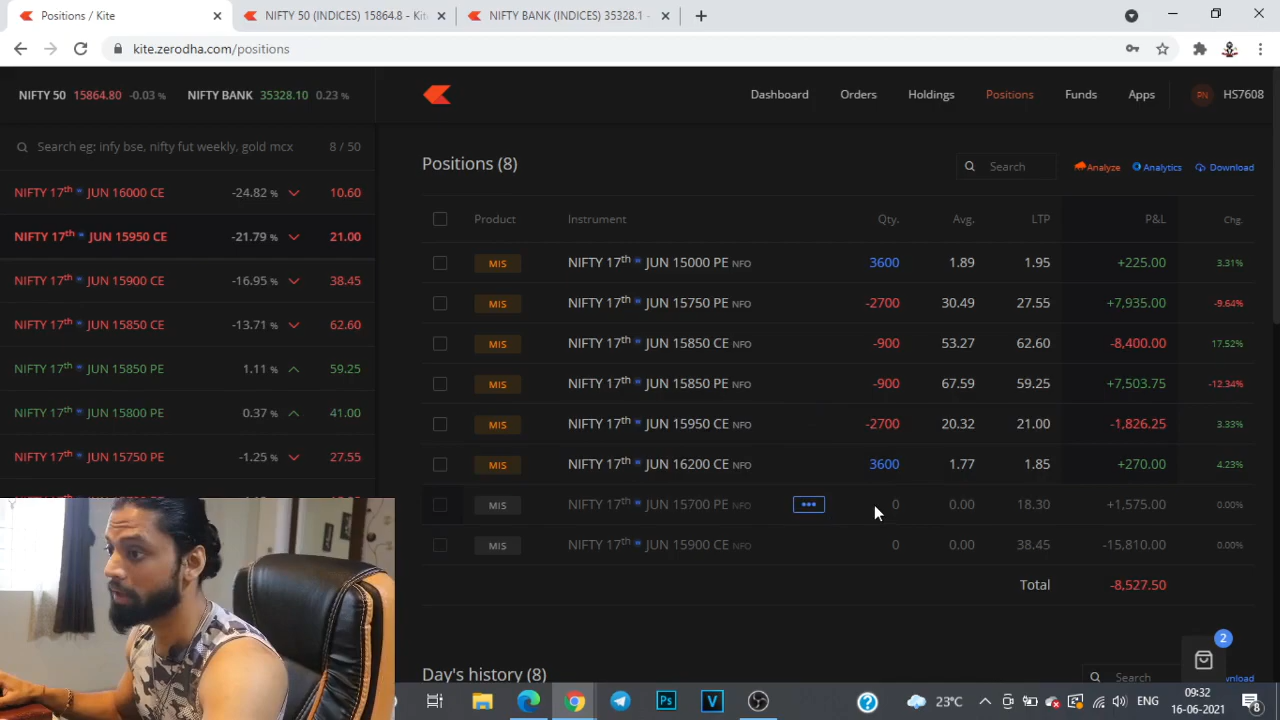 Positions / Kite
NIFTY 50 (INDICES) 15864.8 - Kite
NIFTY BANK (INDICES) 35328.1 -
kite.zerodha.com/positions
NIFTY 50 15864.80 -0.03 % NIFTY BANK 35328.10 0.23 %
Dashboard Orders Holdings Positions Funds Apps PN HS7608
Search eg: infy bse, nifty fut weekly, gold mcx 8 / 50
NIFTY 17th JUN 16000 CE -24.82 % 10.60
NIFTY 17th JUN 15950 CE -21.79 % 21.00
NIFTY 17th JUN 15900 CE -16.95 % 38.45
NIFTY 17th JUN 15850 CE -13.71 % 62.60
NIFTY 17th JUN 15850 PE 1.11 % 59.25
NIFTY 17th JUN 15800 PE 0.37 % 41.00
NIFTY 17th JUN 15750 PE -1.25 % 27.55
Positions (8)
Search Analyze Analytics Download
Product Instrument Qty. Avg. LTP P&L Chg.
MIS NIFTY 17th JUN 15000 PE NFO 3600 1.89 1.95 +225.00 3.31%
MIS NIFTY 17th JUN 15750 PE NFO -2700 30.49 27.55 +7,935.00 -9.64%
MIS NIFTY 17th JUN 15850 CE NFO -900 53.27 62.60 -8,400.00 17.52%
MIS NIFTY 17th JUN 15850 PE NFO -900 67.59 59.25 +7,503.75 -12.34%
MIS NIFTY 17th JUN 15950 CE NFO -2700 20.32 21.00 -1,826.25 3.33%
MIS NIFTY 17th JUN 16200 CE NFO 3600 1.77 1.85 +270.00 4.23%
MIS NIFTY 17th JUN 15700 PE NFO 0 0.00 18.30 +1,575.00 0.00%
MIS NIFTY 17th JUN 15900 CE NFO 0 0.00 38.45 -15,810.00 0.00%
Total -8,527.50
2
Day's history (8)
Search
Ps V 23°C ENG 09:32
16-06-2021 8